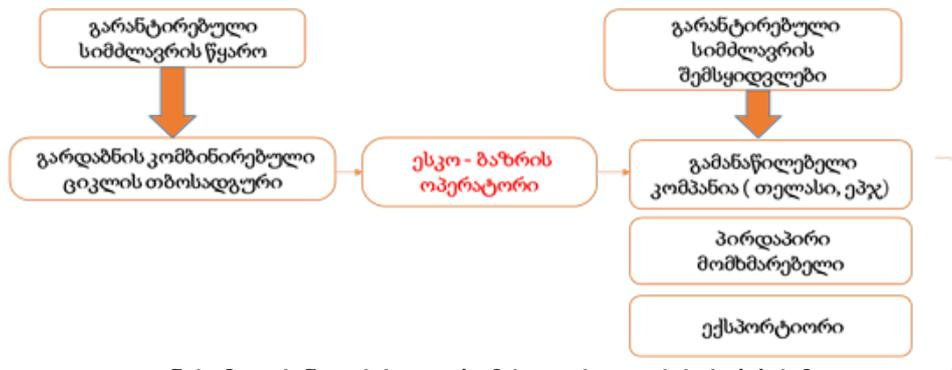 გარანტირებული
სიმძლავრის წყარო
გარანტირებული
სიმძლავრის
შემსყიდვლები
გარდაბნის კომბინირებული
ციკლის თბოსადგური
ესკო - ბაზრის
ოპერატორი
გამანაწილებელი
კომპანია ( თელასი, ეპჯ)
პირდაპირი
მომხმარებელი
ექსპორტიორი